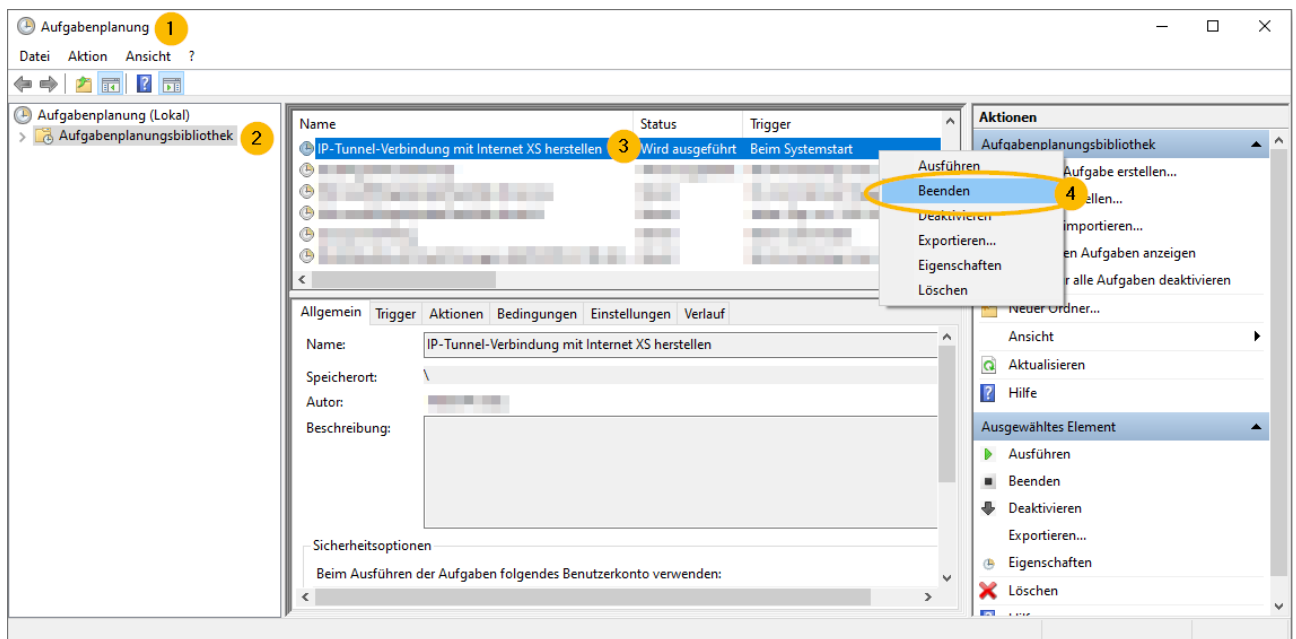 Aufgabenplanung 1
Datei Aktion Ansicht ?
Aufgabenplanung (Lokal)
Aufgabenplanungsbibliothek 2
Name Status Trigger
IP-Tunnel-Verbindung mit Internet XS herstellen 3 Wird ausgeführt Beim Systemstart
Ausführen
Beenden 4
Deaktivieren
Exportieren...
Eigenschaften
Löschen
Allgemein Trigger Aktionen Bedingungen Einstellungen Verlauf
Name: IP-Tunnel-Verbindung mit Internet XS herstellen
Speicherort: \
Autor:
Beschreibung:
Sicherheitsoptionen
Beim Ausführen der Aufgaben folgendes Benutzerkonto verwenden:
Aktionen
Aufgabenplanungsbibliothek
Aufgabe erstellen...
ellen...
importieren...
en Aufgaben anzeigen
r alle Aufgaben deaktivieren
Neuer Ordner...
Ansicht
Aktualisieren
Hilfe
Ausgewähltes Element
Ausführen
Beenden
Deaktivieren
Exportieren...
Eigenschaften
Löschen